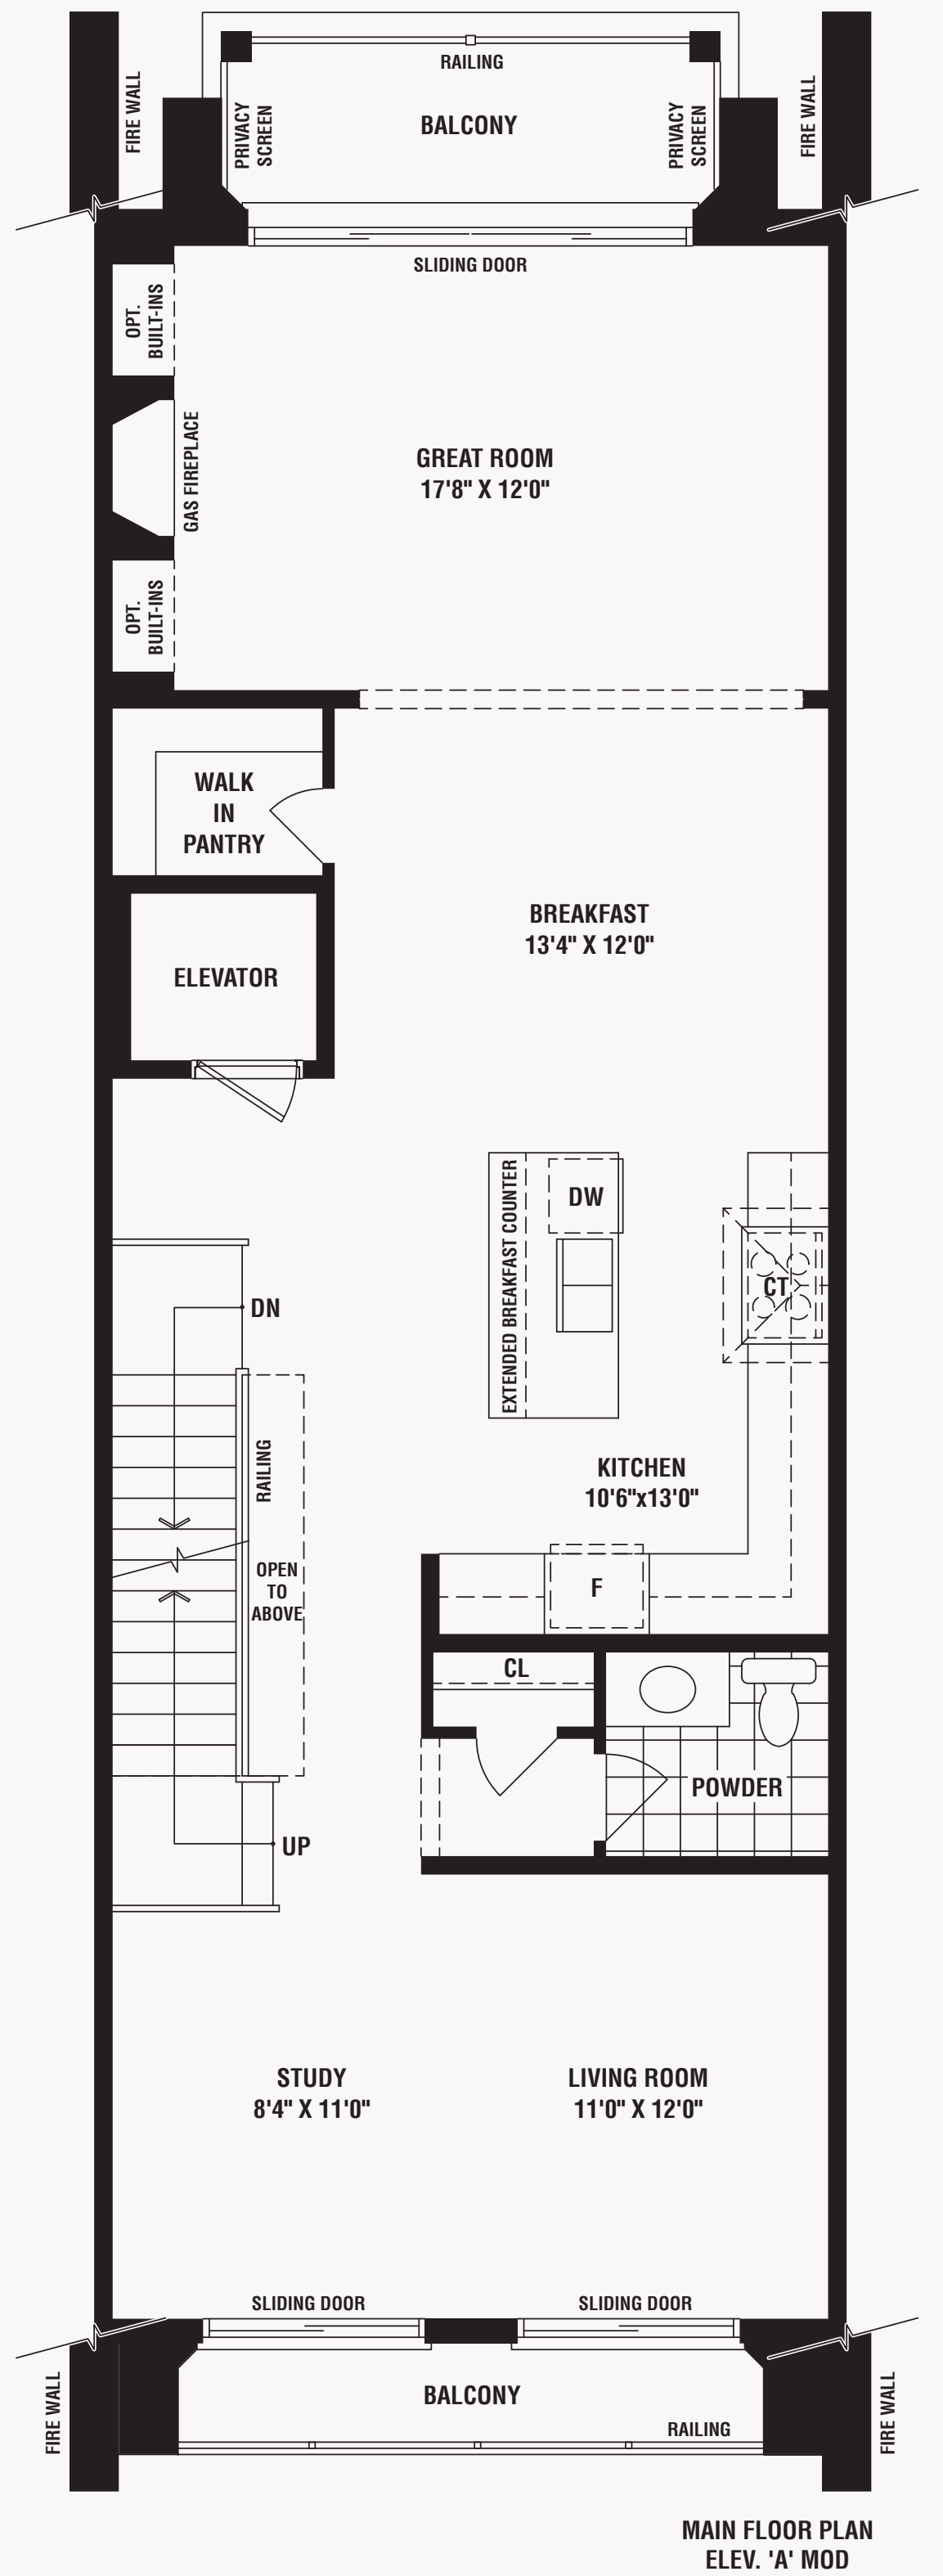 FIRE WALL
RAILING
FIRE WALL
PRIVACY
SCREEN
BALCONY
PRIVACY
SCREEN
SLIDING DOOR
OPT.
BUILT-INS
GAS FIREPLACE
GREAT ROOM
17'8" X 12'0"
OPT.
BUILT-INS
WALK
IN
PANTRY
BREAKFAST
13'4" X 12'0"
ELEVATOR
EXTENDED BREAKFAST COUNTER
DW
CT
DN
RAILING
KITCHEN
10'6"x13'0"
OPEN
TO
ABOVE
F
CL
POWDER
UP
STUDY
8'4" X 11'0"
LIVING ROOM
11'0" X 12'0"
SLIDING DOOR
SLIDING DOOR
FIRE WALL
BALCONY
RAILING
FIRE WALL
MAIN FLOOR PLAN
ELEV. 'A' MOD